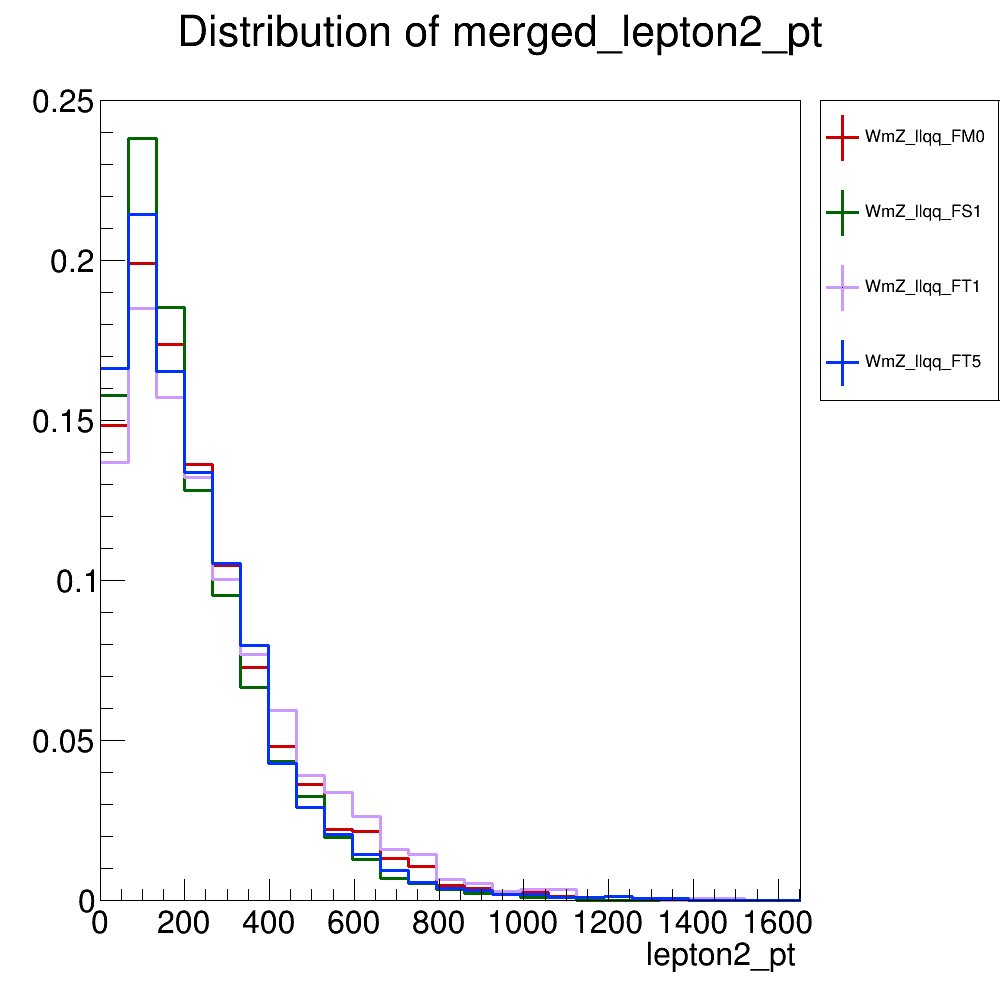 Distribution of merged_lepton2_pt
0.25
0.2
0.15
0.1
0.05
0
0 200 400 600 800 1000 1200 1400 1600
lepton2_pt
WmZ_llqq_FM0
WmZ_llqq_FS1
WmZ_llqq_FT1
WmZ_llqq_FT5